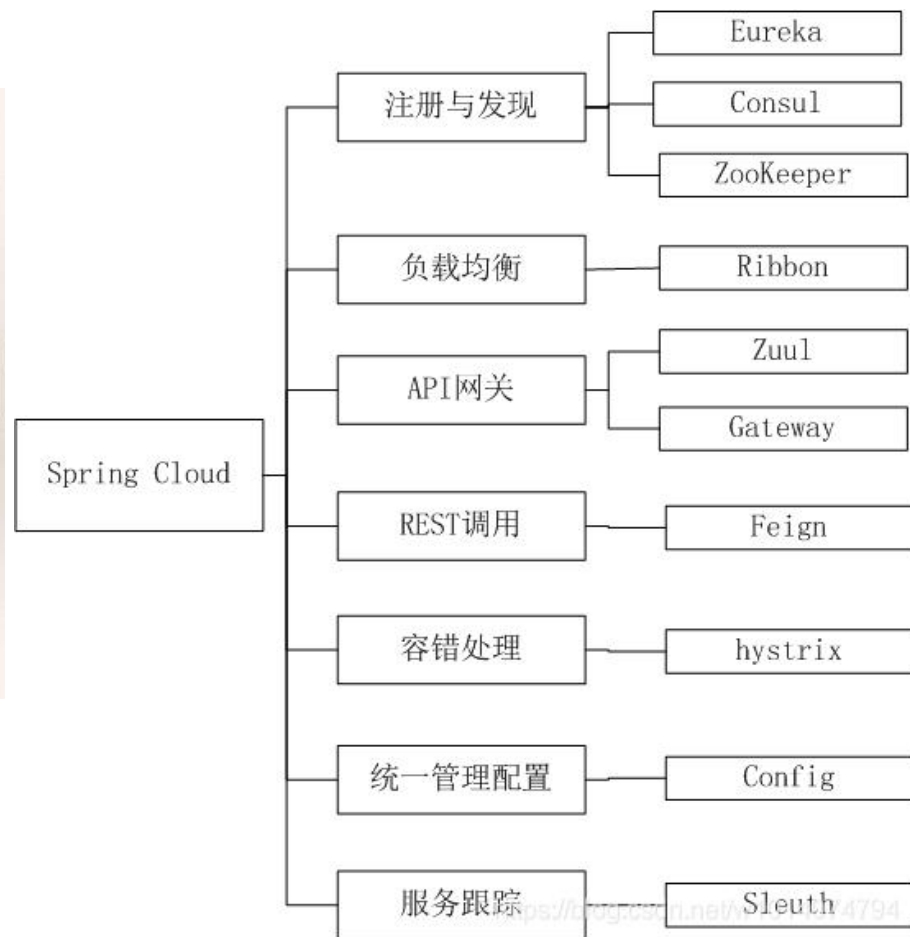 Spring Cloud
注册与发现
Eureka
Consul
ZooKeeper
负载均衡
Ribbon
API网关
Zuul
Gateway
REST调用
Feign
容错处理
hystrix
统一管理配置
Config
服务跟踪
Sleuth